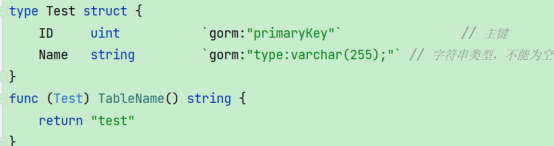 type Test struct {
ID uint `gorm:"primaryKey"` // 主键
Name string `gorm:"type:varchar(255);"` // 字符串类型，不能为空
}
func (Test) TableName() string {
return "test"
}